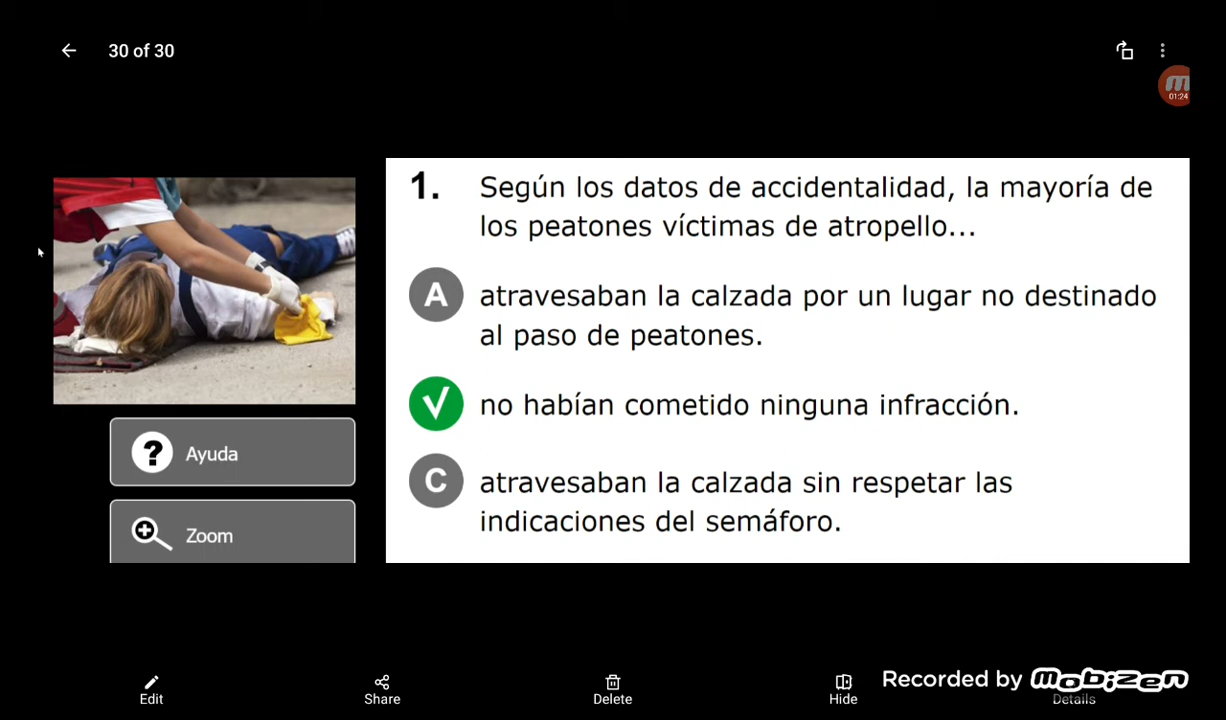 30 of 30
01:24
1. Según los datos de accidentalidad, la mayoría de
los peatones víctimas de atropello...
A atravesaban la calzada por un lugar no destinado
al paso de peatones.
no habían cometido ninguna infracción.
C atravesaban la calzada sin respetar las
indicaciones del semáforo.
? Ayuda
Zoom
Edit
Share
Delete
Hide
Details
Recorded by mobizen